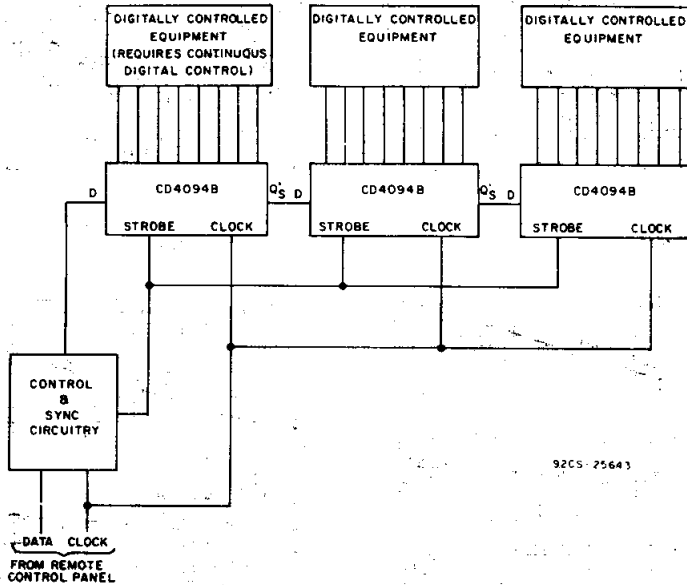 DIGITALLY CONTROLLED
EQUIPMENT
(REQUIRES CONTINUOUS
DIGITAL CONTROL)
DIGITALLY CONTROLLED
EQUIPMENT
DIGITALLY CONTROLLED
EQUIPMENT
D
CD4094B
STROBE
CLOCK
Q'S
D
CD4094B
STROBE
CLOCK
Q'S
D
CD4094B
STROBE
CLOCK
CONTROL
&
SYNC
CIRCUITRY
92CS-25643
DATA
CLOCK
FROM REMOTE
CONTROL PANEL